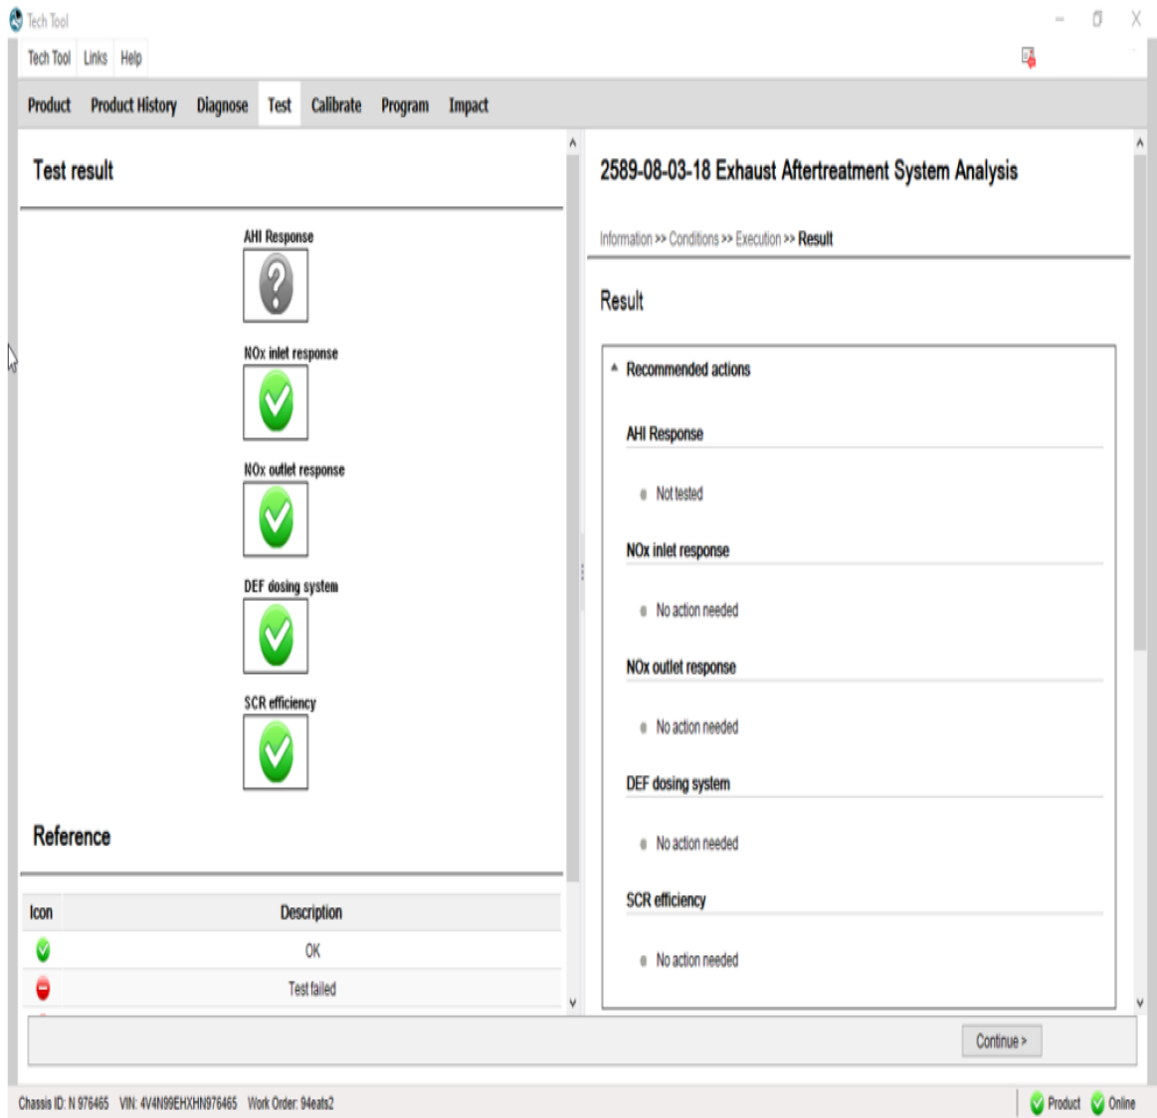 Tech Tool
Tech Tool Links Help
Product Product History Diagnose Test Calibrate Program Impact
Test result
AHI Response
NOx inlet response
NOx outlet response
DEF dosing system
SCR efficiency
Reference
Icon Description
OK
Test failed
2589-08-03-18 Exhaust Aftertreatment System Analysis
Information >> Conditions >> Execution >> Result
Result
Recommended actions
AHI Response
Not tested
NOx inlet response
No action needed
NOx outlet response
No action needed
DEF dosing system
No action needed
SCR efficiency
No action needed
Continue >
Chassis ID: N 976465 VIN: 4V4N99EHXHN976465 Work Order: 94eats2 Product Online